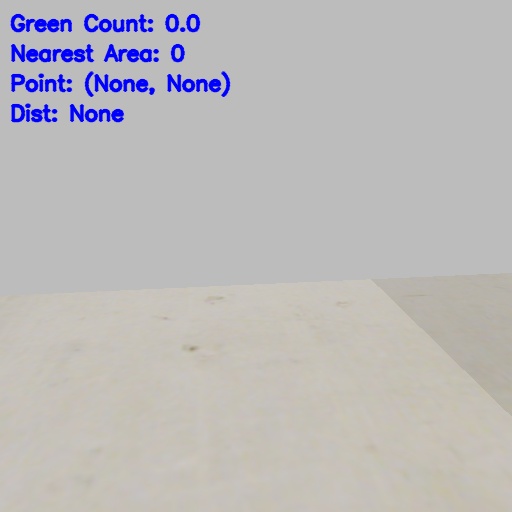 Green Count: 0.0
Nearest Area: 0
Point: (None, None)
Dist: None